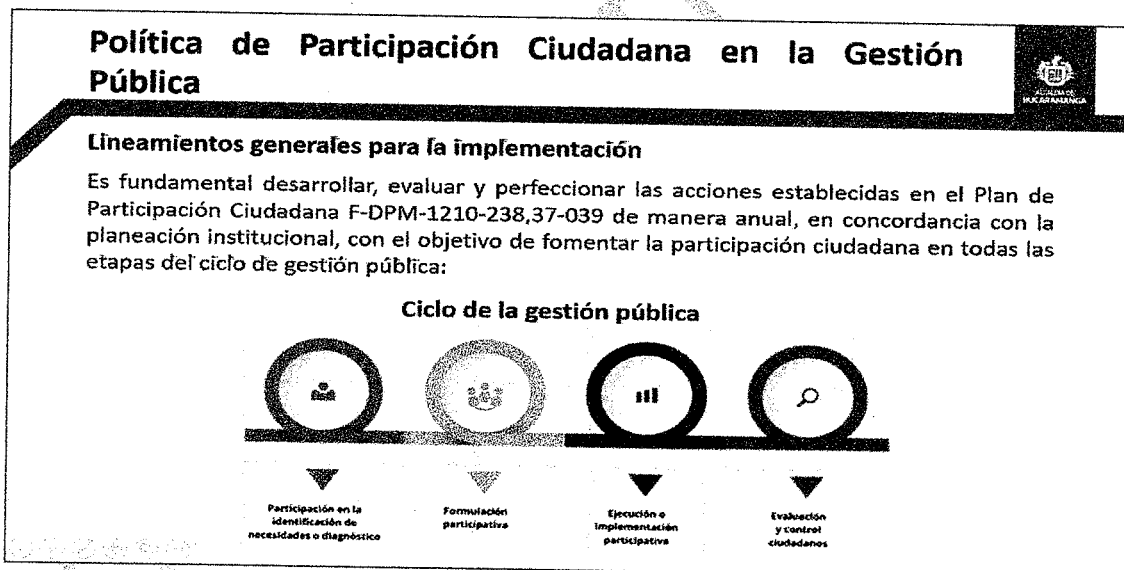 Política de Participación Ciudadana en la Gestión
Pública
ALCALDÍA DE
BUCARAMANGA
Lineamientos generales para la implementación
Es fundamental desarrollar, evaluar y perfeccionar las acciones establecidas en el Plan de
Participación Ciudadana F-DPM-1210-238,37-039 de manera anual, en concordancia con la
planeación institucional, con el objetivo de fomentar la participación ciudadana en todas las
etapas del ciclo de gestión pública:
Ciclo de la gestión pública
Participación en la
identificación de
necesidades o diagnóstico
Formulación
participativa
Ejecución o
implementación
participativa
Evaluación
y control
ciudadanos